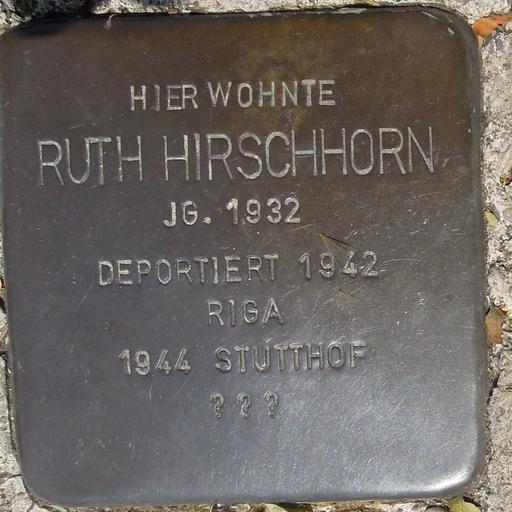 HIER WOHNTE
RUTH HIRSCHHORN
JG. 1932
DEPORTIERT 1942
RIGA
1944 STUTTHOF
???